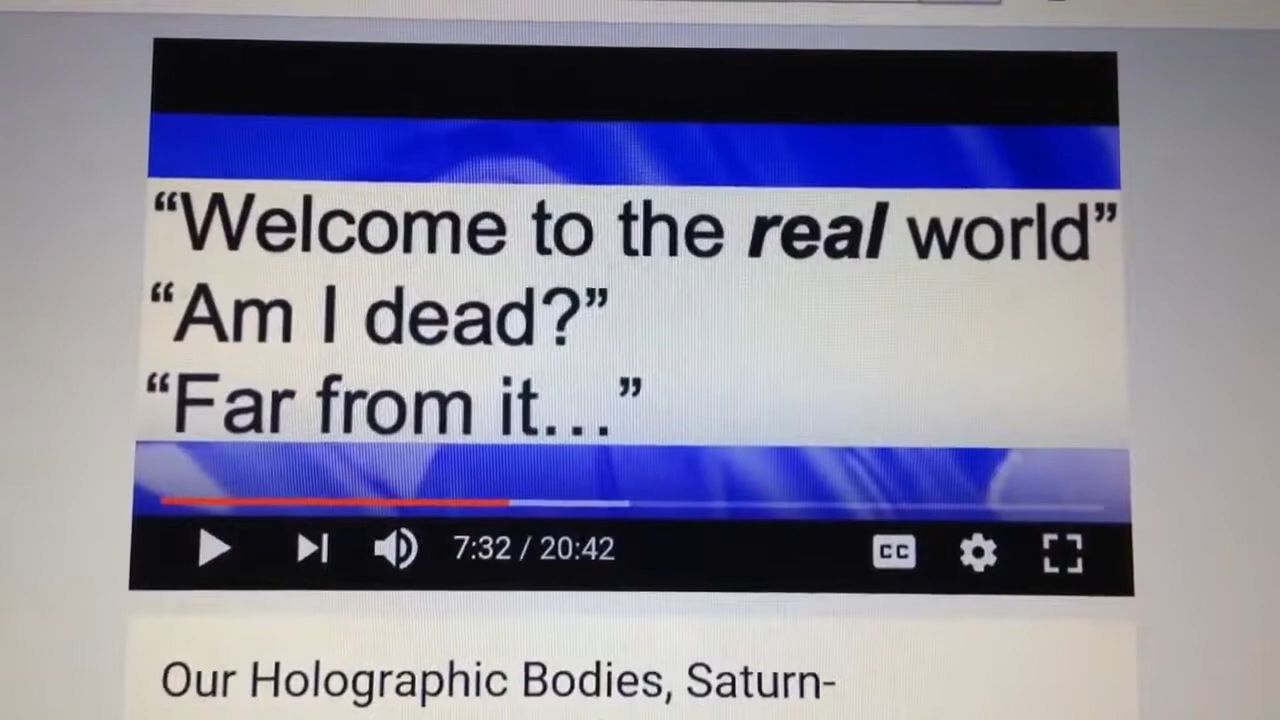 “Welcome to the real world”
“Am I dead?”
“Far from it...”
7:32 / 20:42
CC
Our Holographic Bodies, Saturn-